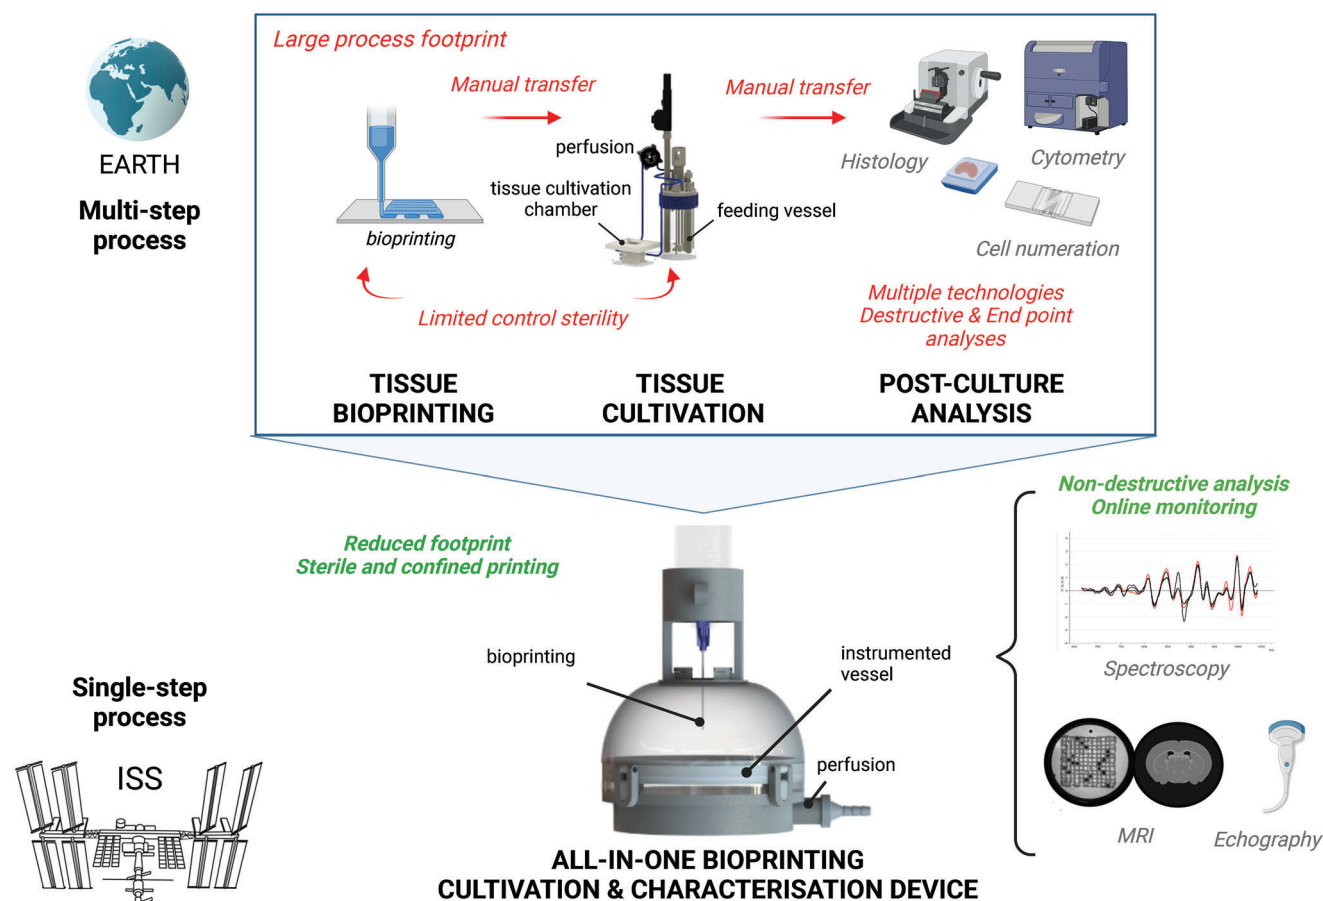 Large process footprint
Manual transfer
Manual transfer
EARTH
Multi-step
process
perfusion
tissue cultivation
chamber
feeding vessel
bioprinting
Histology
Cytometry
Cell numeration
Limited control sterility
Multiple technologies
Destructive & End point
analyses
TISSUE
BIOPRINTING
TISSUE
CULTIVATION
POST-CULTURE
ANALYSIS
Reduced footprint
Sterile and confined printing
Non-destructive analysis
Online monitoring
bioprinting
instrumented
vessel
perfusion
Spectroscopy
MRI
Echography
Single-step
process
ISS
ALL-IN-ONE BIOPRINTING
CULTIVATION & CHARACTERISATION DEVICE